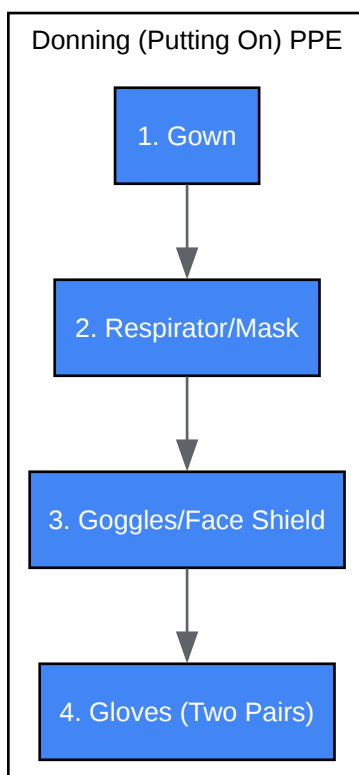 Donning (Putting On) PPE
1. Gown
2. Respirator/Mask
3. Goggles/Face Shield
4. Gloves (Two Pairs)